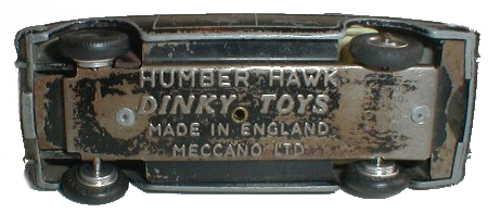 HUMBER HAWK
DINKY TOYS
MADE IN ENGLAND
MECCANO LTD